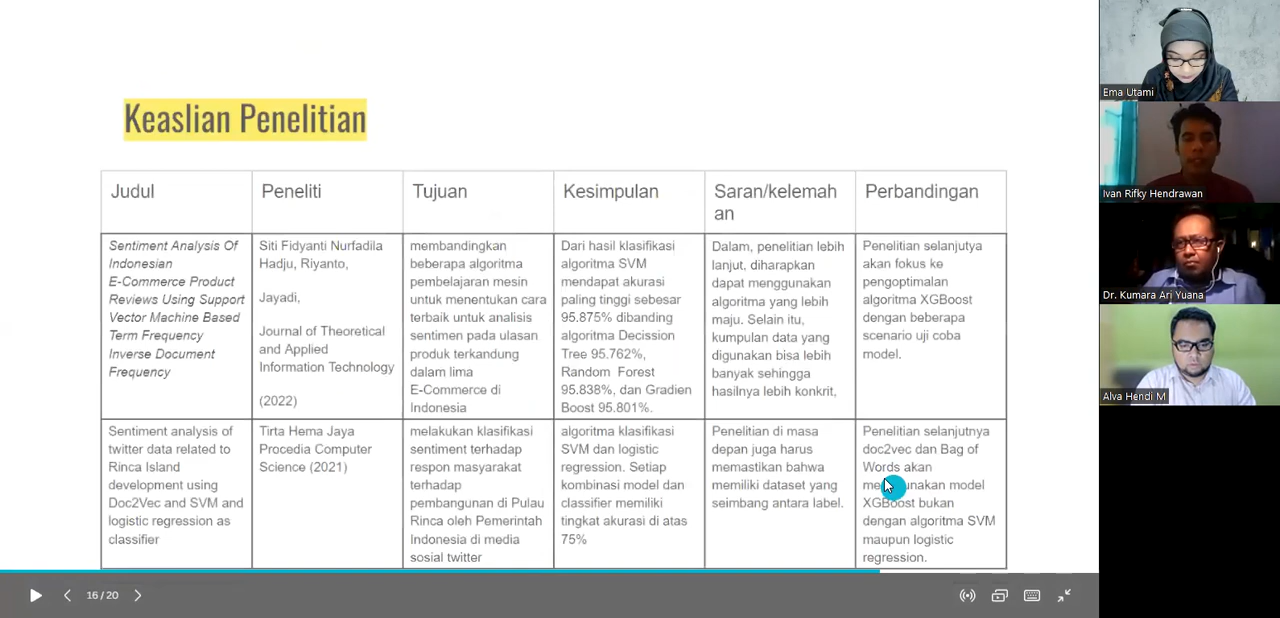 Keaslian Penelitian
Judul
Peneliti
Tujuan
Kesimpulan
Saran/kelemah
an
Perbandingan
Sentiment Analysis Of
Indonesian
E-Commerce Product
Reviews Using Support
Vector Machine Based
Term Frequency
Inverse Document
Frequency
Siti Fidyanti Nurfadila
Hadju, Riyanto,
Jayadi,
Journal of Theoretical
and Applied
Information Technology
(2022)
membandingkan
beberapa algoritma
pembelajaran mesin
untuk menentukan cara
terbaik untuk analisis
sentimen pada ulasan
produk terkandung
dalam lima
E-Commerce di
Indonesia
Dari hasil klasifikasi
algoritma SVM
mendapat akurasi
paling tinggi sebesar
95.875% dibanding
algoritma Decission
Tree 95.762%,
Random Forest
95.838%, dan Gradien
Boost 95.801%.
Dalam, penelitian lebih
lanjut, diharapkan
dapat menggunakan
algoritma yang lebih
maju. Selain itu,
kumpulan data yang
digunakan bisa lebih
banyak sehingga
hasilnya lebih konkrit,
Penelitian selanjutya
akan fokus ke
pengoptimalan
algoritma XGBoost
dengan beberapa
scenario uji coba
model.
Sentiment analysis of
twitter data related to
Rinca Island
development using
Doc2Vec and SVM and
logistic regression as
classifier
Tirta Hema Jaya
Procedia Computer
Science (2021)
melakukan klasifikasi
sentiment terhadap
respon masyarakat
terhadap
pembangunan di Pulau
Rinca oleh Pemerintah
Indonesia di media
sosial twitter
algoritma klasifikasi
SVM dan logistic
regression. Setiap
kombinasi model dan
classifier memiliki
tingkat akurasi di atas
75%
Penelitian di masa
depan juga harus
memastikan bahwa
memiliki dataset yang
seimbang antara label.
Penelitian selanjutnya
doc2vec dan Bag of
Words akan
model
XGBoost bukan
dengan algoritma SVM
maupun logistic
regression.
16 / 20
Ema Utami
Ivan Rifky Hendrawan
Dr. Kumara Ari Yuana
Alva Hendi M